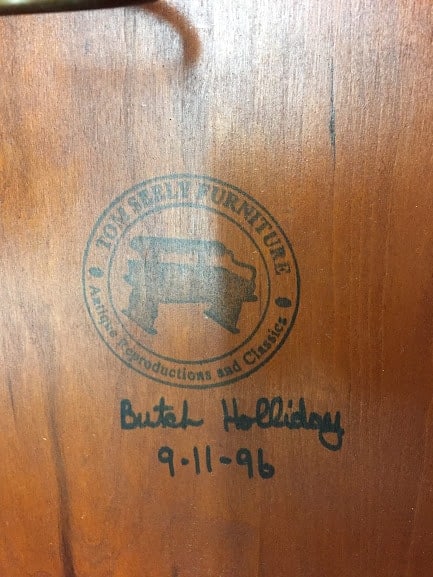 TOM SEELY FURNITURE
Antique Reproductions and Classics
Butch Holliday
9-11-96